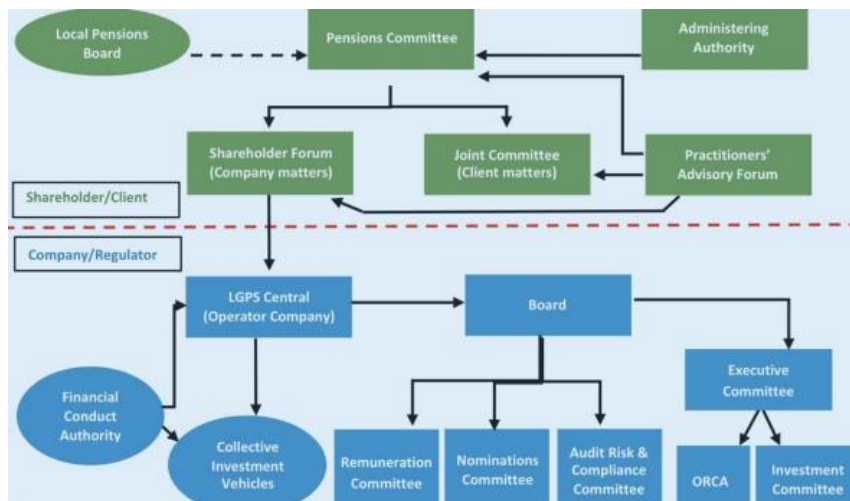 Local Pensions
Board
Pensions Committee
Administering
Authority
Shareholder Forum
(Company matters)
Joint Committee
(Client matters)
Practitioners'
Advisory Forum
Shareholder/Client
Company/Regulator
LGPS Central
(Operator Company)
Board
Executive
Committee
Financial
Conduct
Authority
Collective
Investment
Vehicles
Remuneration
Committee
Nominations
Committee
Audit Risk &
Compliance
Committee
ORCA
Investment
Committee